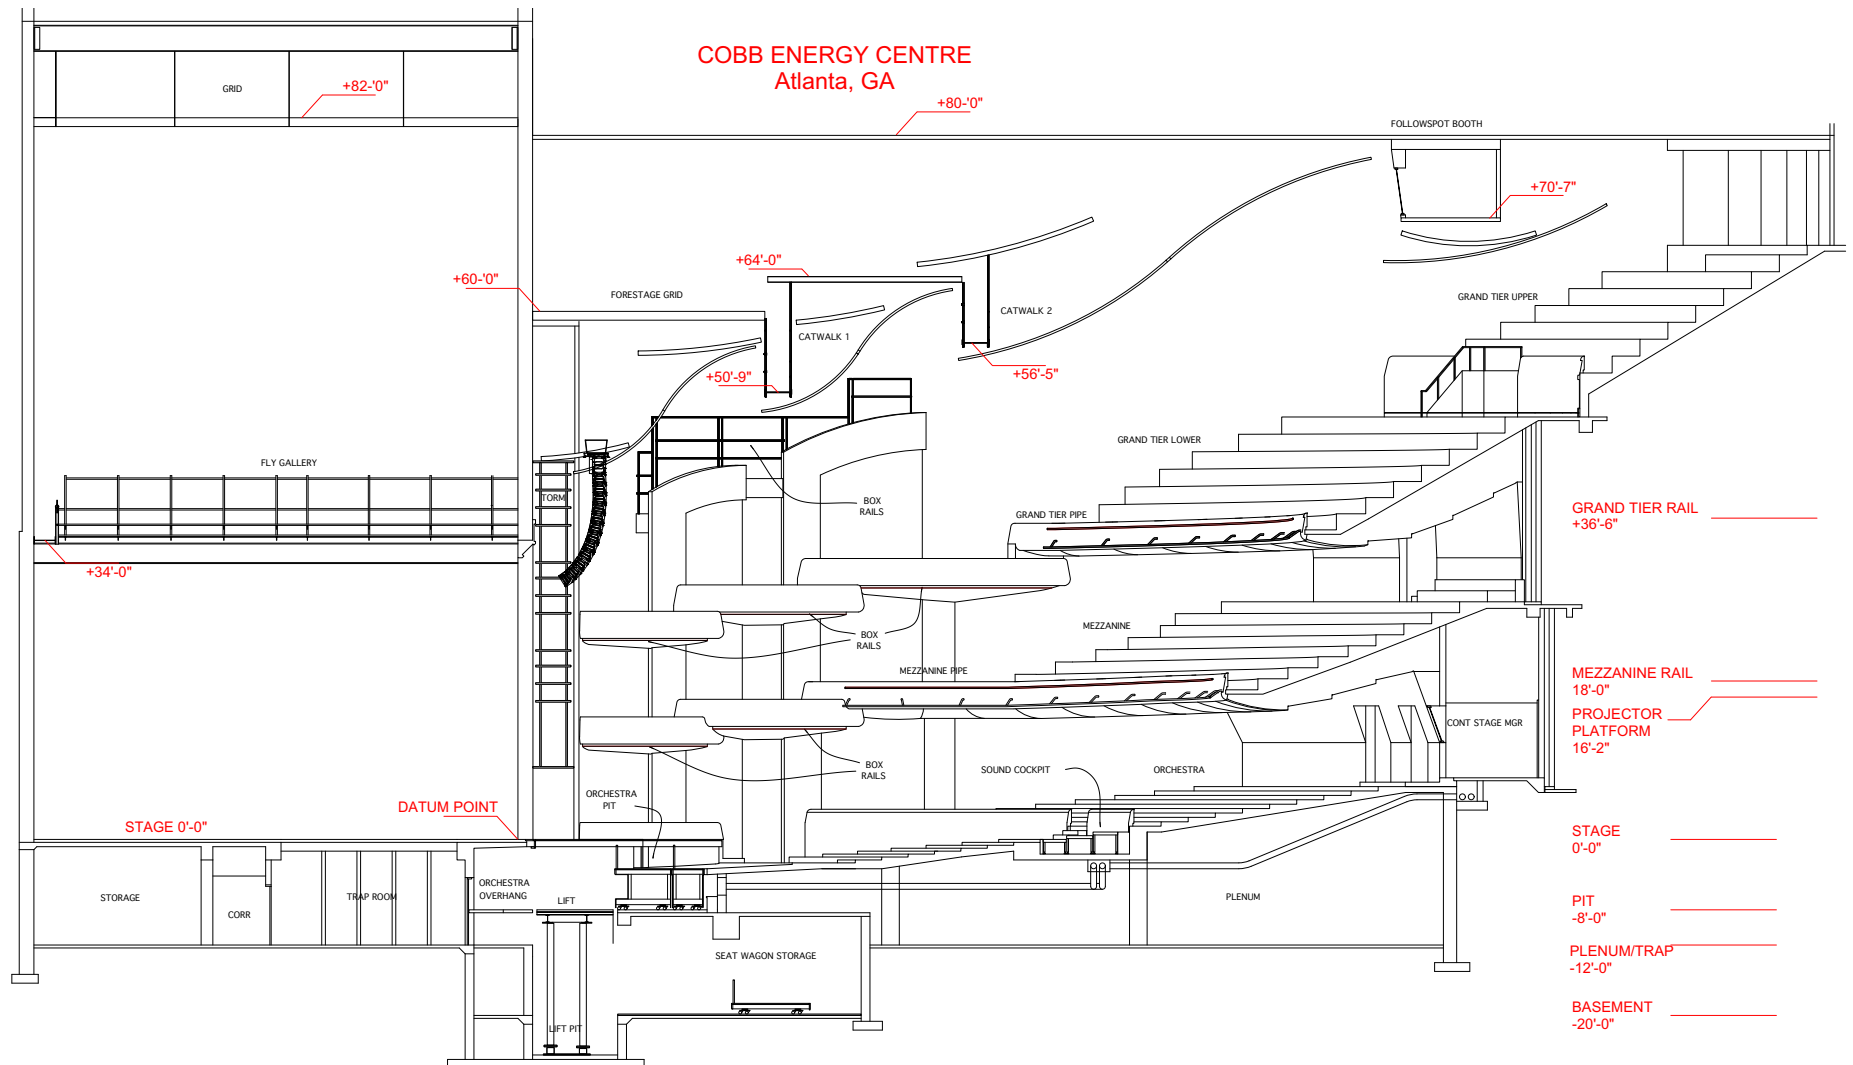 COBB ENERGY CENTRE
Atlanta, GA
GRID
+82-'0"
+80-'0"
FOLLOWSPOT BOOTH
+70'-7"
+64'-0"
+60-'0"
FORESTAGE GRID
CATWALK 1
CATWALK 2
GRAND TIER UPPER
+50'-9"
+56'-5"
GRAND TIER LOWER
FLY GALLERY
TORM
BOX
RAILS
GRAND TIER PIPE
GRAND TIER RAIL
+36'-6"
+34'-0"
BOX
RAILS
MEZZANINE
MEZZANINE PIPE
MEZZANINE RAIL
18'-0"
PROJECTOR
PLATFORM
16'-2"
CONT STAGE MGR
BOX
RAILS
SOUND COCKPIT
ORCHESTRA
ORCHESTRA
PIT
DATUM POINT
STAGE 0'-0"
STAGE
0'-0"
STORAGE
CORR
TRAP ROOM
ORCHESTRA
OVERHANG
LIFT
PLENUM
PIT
-8'-0"
SEAT WAGON STORAGE
PLENUM/TRAP
-12'-0"
LIFT PIT
BASEMENT
-20'-0"